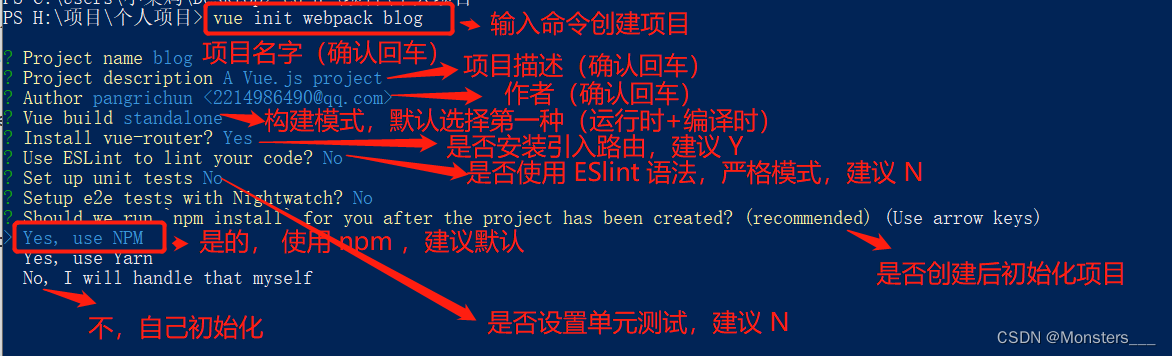 PS H:\项目\个人项目> vue init webpack blog
输入命令创建项目
? Project name blog
项目名字（确认回车）
? Project description A Vue.js project
项目描述（确认回车）
? Author pangrichun <2214986490@qq.com>
作者（确认回车）
? Vue build standalone
构建模式，默认选择第一种（运行时+编译时）
? Install vue-router? Yes
是否安装引入路由，建议 Y
? Use ESLint to lint your code? No
是否使用 ESlint 语法，严格模式，建议 N
? Set up unit tests No
? Setup e2e tests with Nightwatch? No
? Should we run `npm install` for you after the project has been created? (recommended) (Use arrow keys)
> Yes, use NPM
是的， 使用 npm ，建议默认
Yes, use Yarn
是否创建后初始化项目
No, I will handle that myself
不，自己初始化
是否设置单元测试，建议 N
CSDN @Monsters___